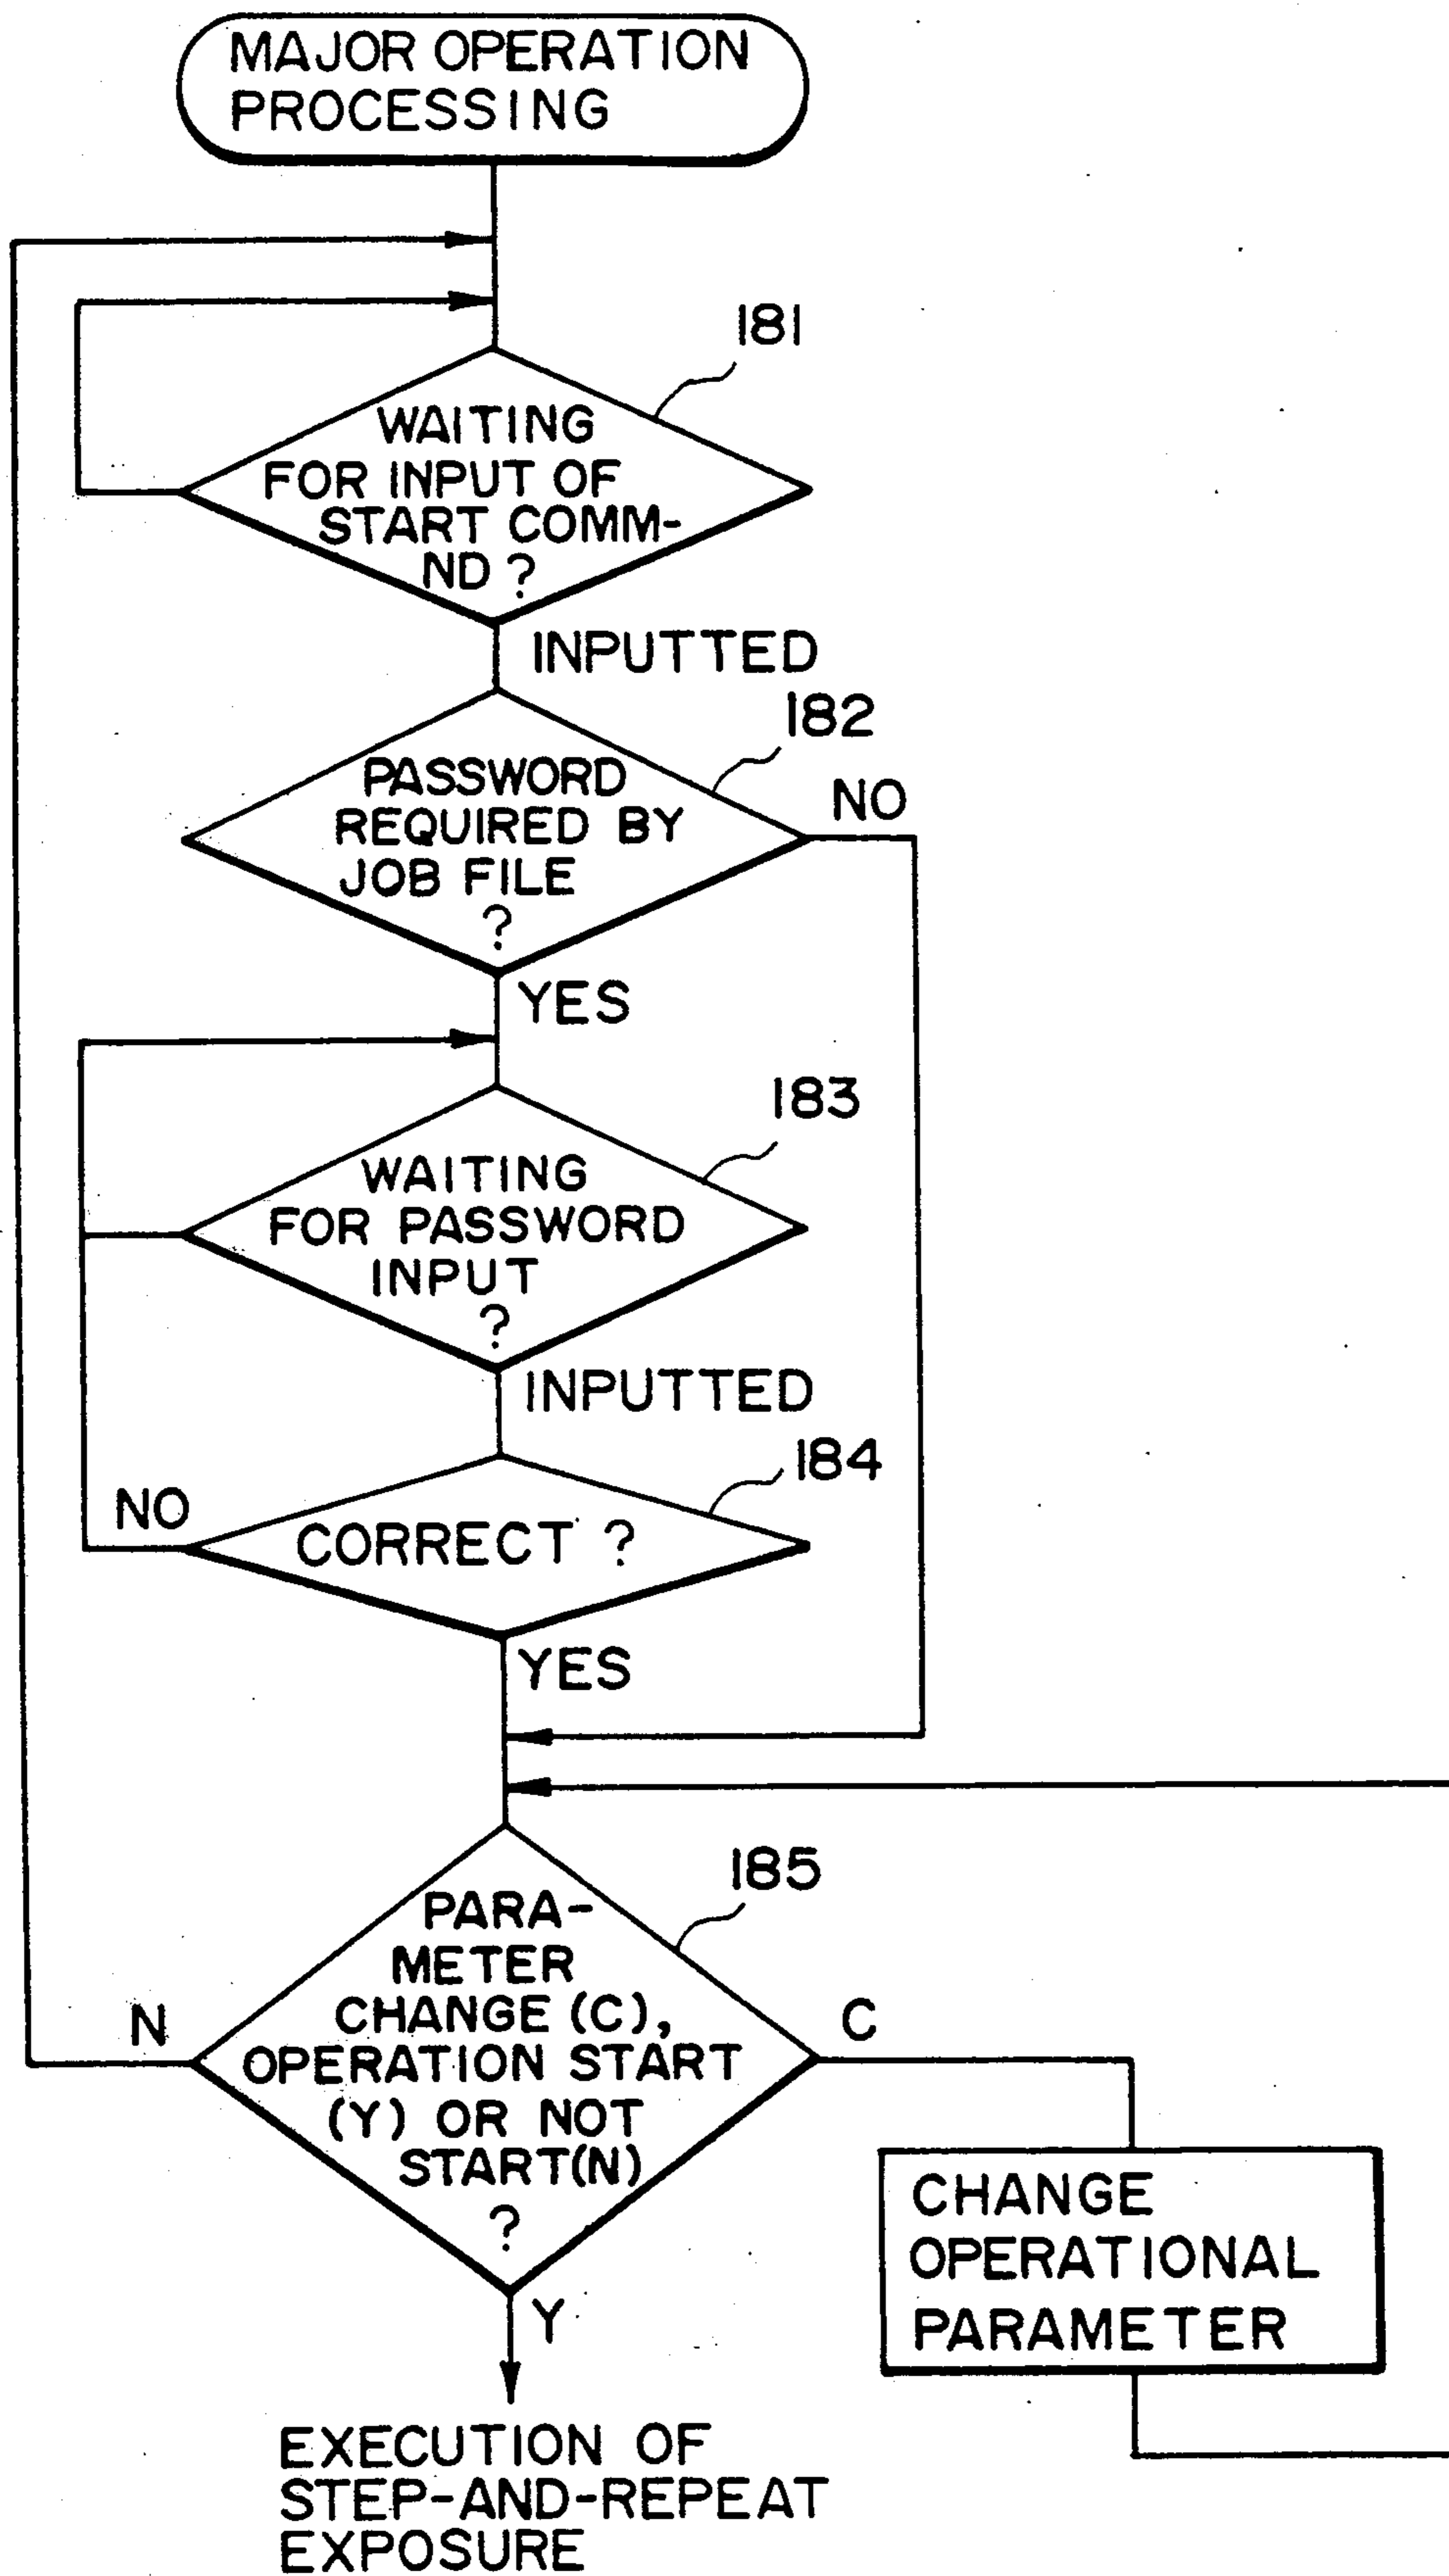 MAJOR OPERATION
PROCESSING
181
WAITING
FOR INPUT OF
START COMM-
ND ?
INPUTTED
182
PASSWORD
REQUIRED BY
JOB FILE
?
NO
YES
183
WAITING
FOR PASSWORD
INPUT
?
INPUTTED
184
NO
CORRECT ?
YES
185
PARA-
METER
CHANGE (C),
OPERATION START
(Y) OR NOT
START(N)
?
N
C
CHANGE
OPERATIONAL
PARAMETER
Y
EXECUTION OF
STEP-AND-REPEAT
EXPOSURE